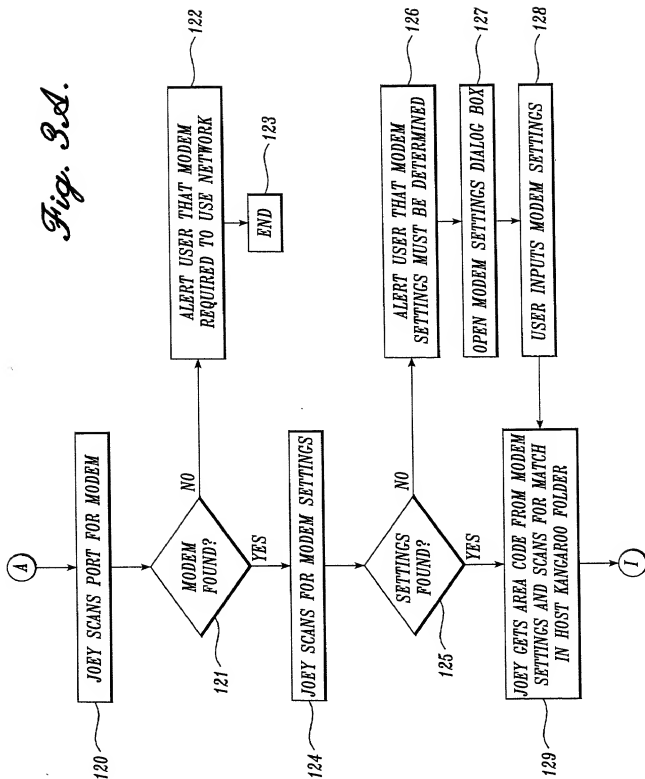 Fig. 3A.
A
JOEY SCANS PORT FOR MODEM
120
MODEM
FOUND?
121
NO
YES
ALERT USER THAT MODEM
REQUIRED TO USE NETWORK
122
END
123
JOEY SCANS FOR MODEM SETTINGS
124
SETTINGS
FOUND?
125
NO
YES
ALERT USER THAT MODEM
SETTINGS MUST BE DETERMINED
126
OPEN MODEM SETTINGS DIALOG BOX
127
USER INPUTS MODEM SETTINGS
128
JOEY GETS AREA CODE FROM MODEM
SETTINGS AND SCANS FOR MATCH
IN HOST KANGAROO FOLDER
129
I